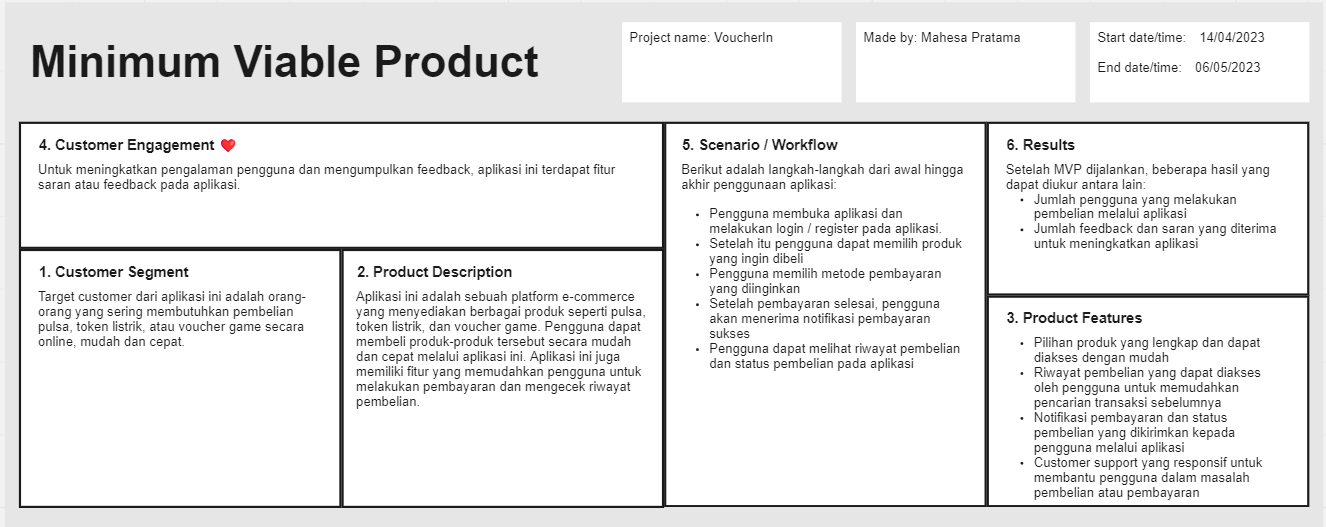 Minimum Viable Product
Project name: VoucherIn
Made by: Mahesa Pratama
Start date/time: 14/04/2023
End date/time: 06/05/2023
4. Customer Engagement ❤️
Untuk meningkatkan pengalaman pengguna dan mengumpulkan feedback, aplikasi ini terdapat fitur
saran atau feedback pada aplikasi.
1. Customer Segment
Target customer dari aplikasi ini adalah orang-
orang yang sering membutuhkan pembelian
pulsa, token listrik, atau voucher game secara
online, mudah dan cepat.
2. Product Description
Aplikasi ini adalah sebuah platform e-commerce
yang menyediakan berbagai produk seperti pulsa,
token listrik, dan voucher game. Pengguna dapat
membeli produk-produk tersebut secara mudah
dan cepat melalui aplikasi ini. Aplikasi ini juga
memiliki fitur yang memudahkan pengguna untuk
melakukan pembayaran dan mengecek riwayat
pembelian.
5. Scenario / Workflow
Berikut adalah langkah-langkah dari awal hingga
akhir penggunaan aplikasi:
• Pengguna membuka aplikasi dan
melakukan login / register pada aplikasi.
• Setelah itu pengguna dapat memilih produk
yang ingin dibeli
• Pengguna memilih metode pembayaran
yang diinginkan
• Setelah pembayaran selesai, pengguna
akan menerima notifikasi pembayaran
sukses
• Pengguna dapat melihat riwayat pembelian
dan status pembelian pada aplikasi
6. Results
Setelah MVP dijalankan, beberapa hasil yang
dapat diukur antara lain:
• Jumlah pengguna yang melakukan
pembelian melalui aplikasi
• Jumlah feedback dan saran yang diterima
untuk meningkatkan aplikasi
3. Product Features
• Pilihan produk yang lengkap dan dapat
diakses dengan mudah
• Riwayat pembelian yang dapat diakses
oleh pengguna untuk memudahkan
pencarian transaksi sebelumnya
• Notifikasi pembayaran dan status
pembelian yang dikirimkan kepada
pengguna melalui aplikasi
• Customer support yang responsif untuk
membantu pengguna dalam masalah
pembelian atau pembayaran